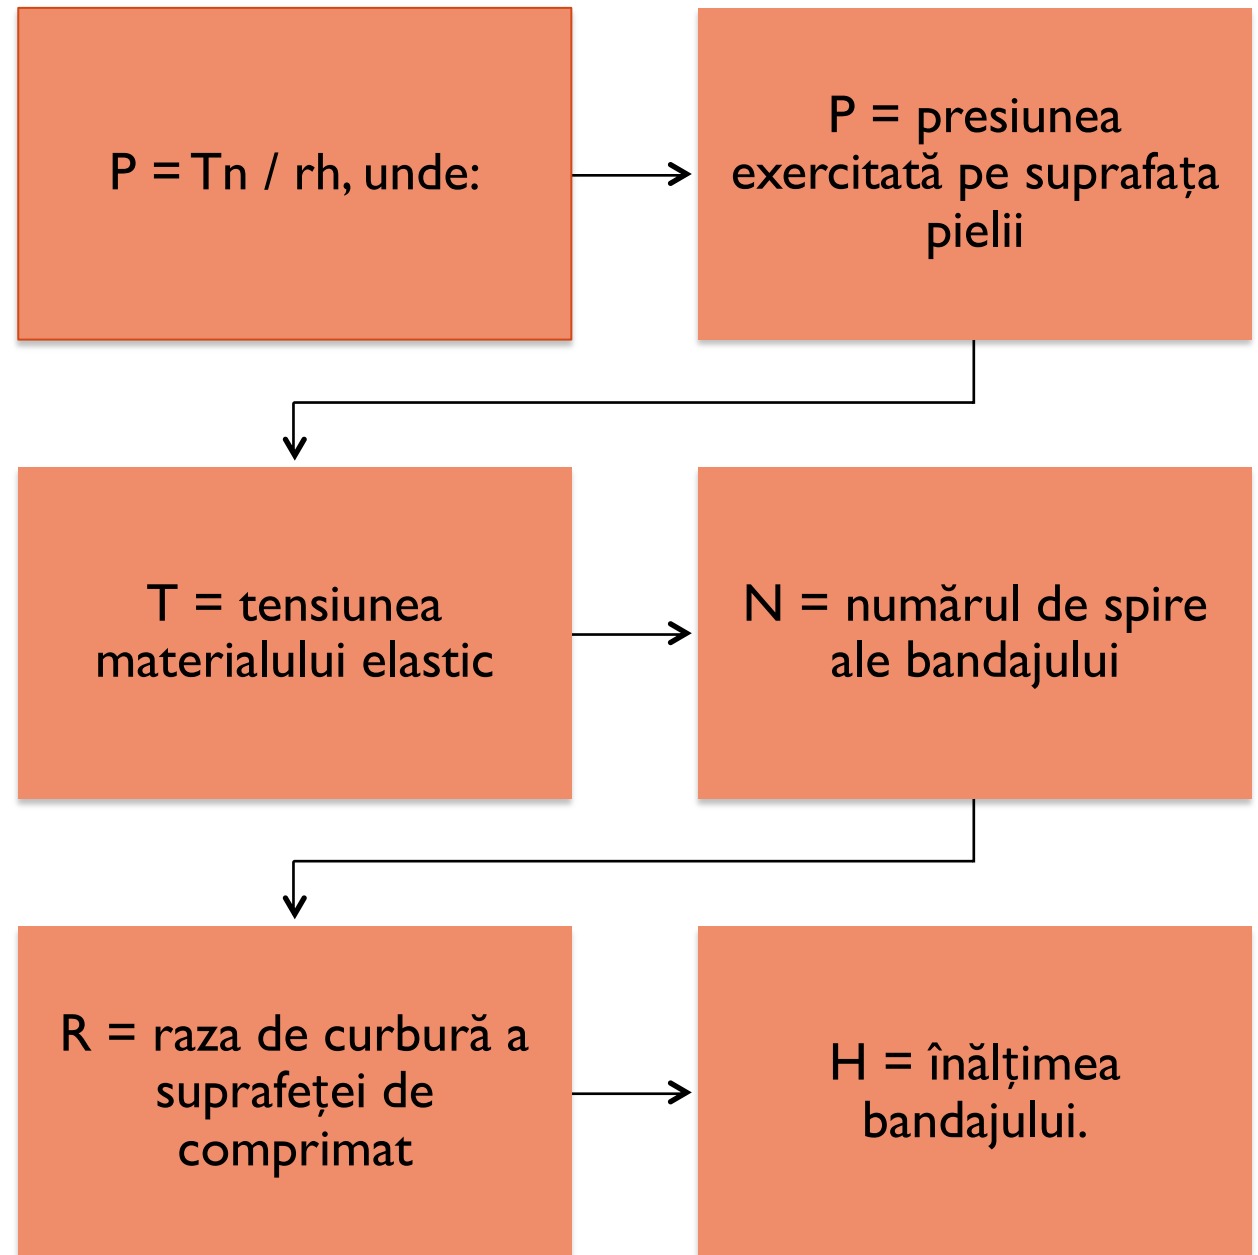 P = Tn / rh, unde:
P = presiunea
exercitată pe suprafața
pielii
T = tensiunea
materialului elastic
N = numărul de spire
ale bandajului
R = raza de curbură a
suprafeței de
comprimat
H = înălțimea
bandajului.